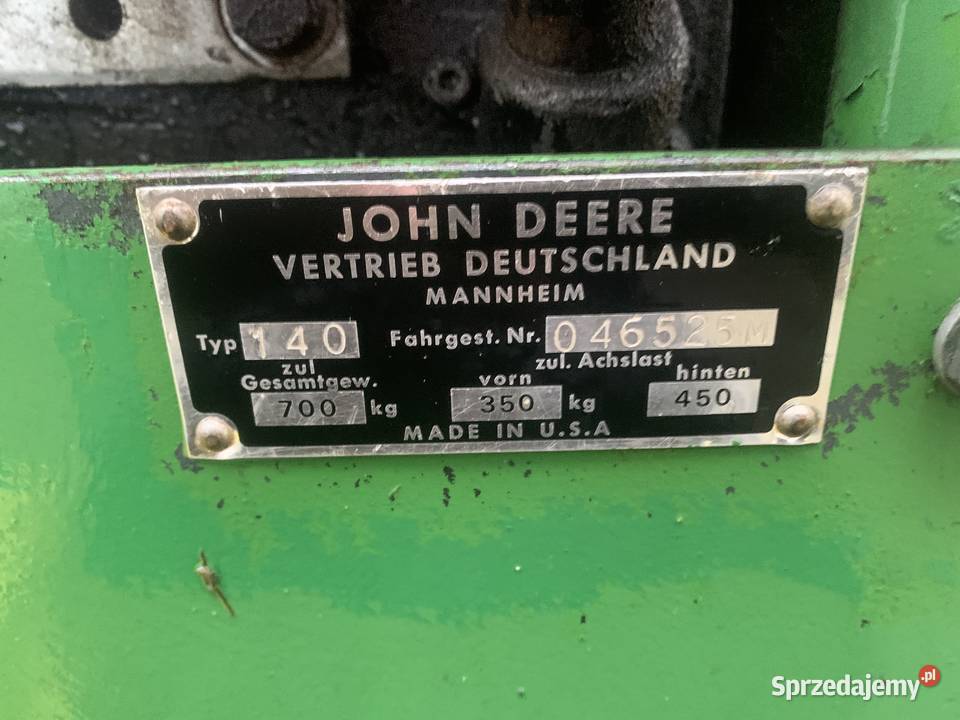 JOHN DEERE
VERTRIEB DEUTSCHLAND
MANNHEIM
Typ 140 Fahrgest. Nr. 046525M
zul Gesamtgew. 700 kg
zul. Achslast
vorn 350 kg hinten 450
MADE IN U.S.A
Sprzedajemy.pl